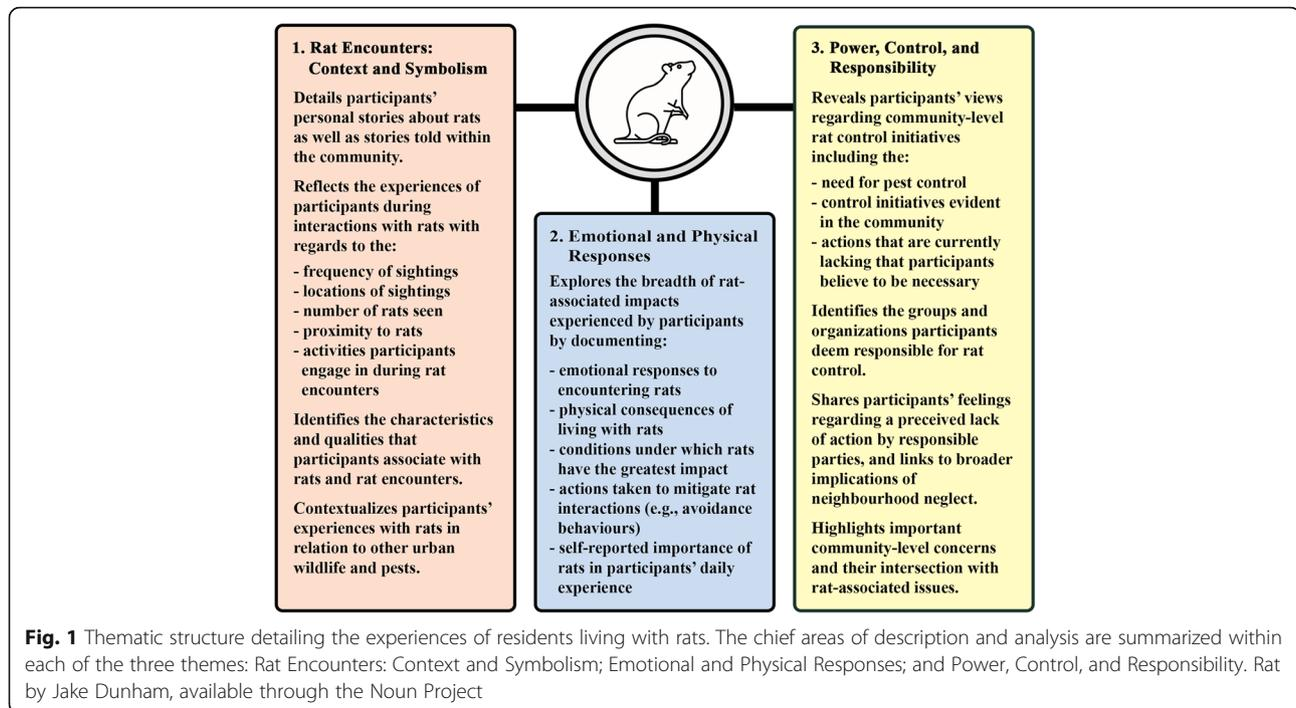 1. Rat Encounters:
Context and Symbolism
Details participants'
personal stories about rats
as well as stories told within
the community.
Reflects the experiences of
participants during
interactions with rats with
regards to the:
- frequency of sightings
- locations of sightings
- number of rats seen
- proximity to rats
- activities participants
engage in during rat
encounters
Identifies the characteristics
and qualities that
participants associate with
rats and rat encounters.
Contextualizes participants'
experiences with rats in
relation to other urban
wildlife and pests.
2. Emotional and Physical
Responses
Explores the breadth of rat-
associated impacts
experienced by participants
by documenting:
- emotional responses to
encountering rats
- physical consequences of
living with rats
- conditions under which rats
have the greatest impact
- actions taken to mitigate rat
interactions (e.g., avoidance
behaviours)
- self-reported importance of
rats in participants' daily
experience
3. Power, Control, and
Responsibility
Reveals participants' views
regarding community-level
rat control initiatives
including the:
- need for pest control
- control initiatives evident
in the community
- actions that are currently
lacking that participants
believe to be necessary
Identifies the groups and
organizations participants
deem responsible for rat
control.
Shares participants' feelings
regarding a preceived lack
of action by responsible
parties, and links to broader
implications of
neighbourhood neglect.
Highlights important
community-level concerns
and their intersection with
rat-associated issues.
Fig. 1 Thematic structure detailing the experiences of residents living with rats. The chief areas of description and analysis are summarized within
each of the three themes: Rat Encounters: Context and Symbolism; Emotional and Physical Responses; and Power, Control, and Responsibility. Rat
by Jake Dunham, available through the Noun Project